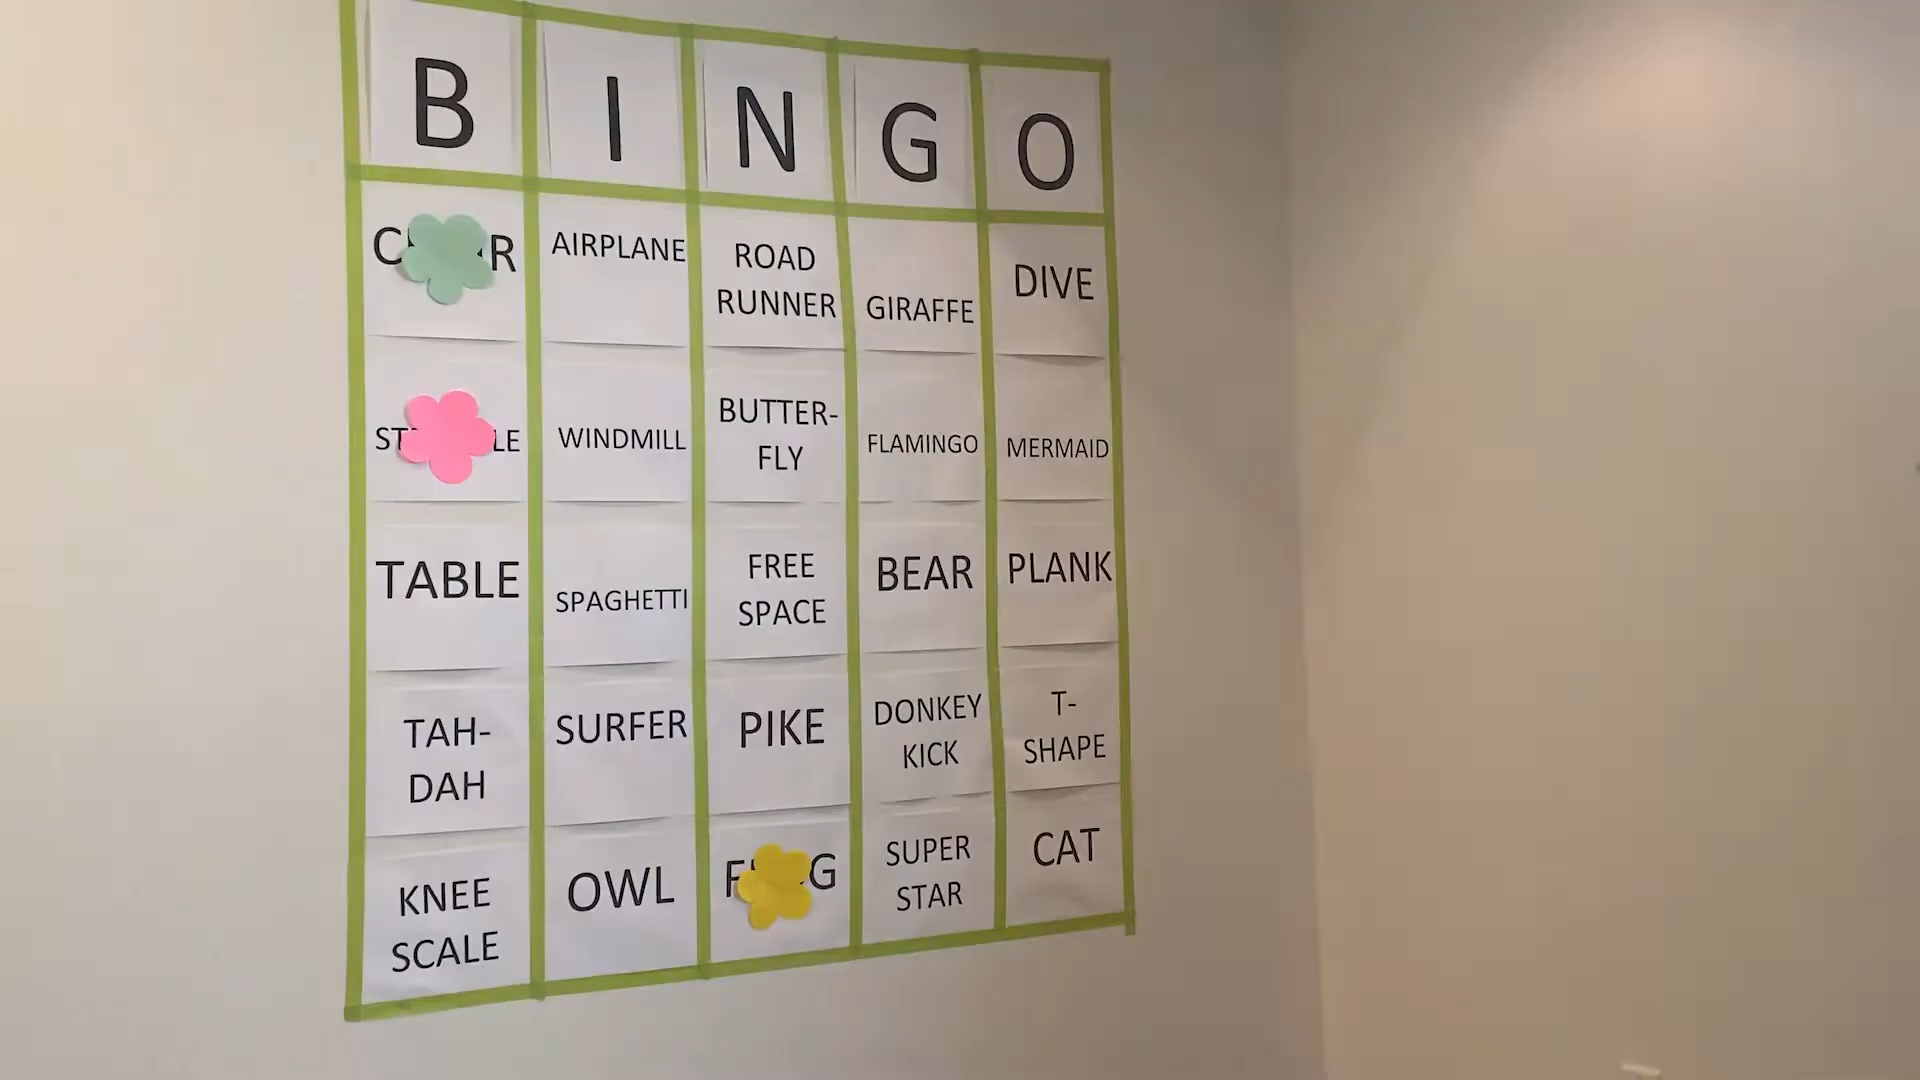 B I N G O
AIRPLANE
ROAD
RUNNER
GIRAFFE
DIVE
WINDMILL
BUTTER-
FLY
FLAMINGO
MERMAID
TABLE
SPAGHETTI
FREE
SPACE
BEAR
PLANK
TAH-
DAH
SURFER
PIKE
DONKEY
KICK
T-
SHAPE
KNEE
SCALE
OWL
SUPER
STAR
CAT